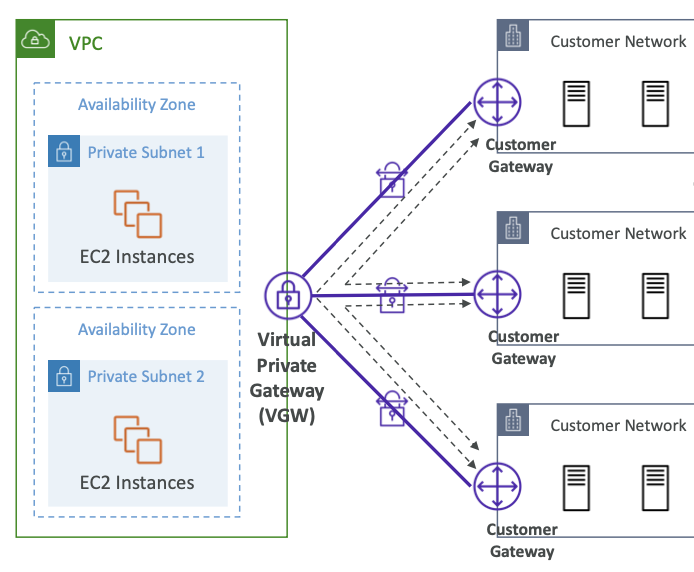 VPC
Availability Zone
Private Subnet 1
EC2 Instances
Availability Zone
Private Subnet 2
EC2 Instances
Virtual
Private
Gateway
(VGW)
Customer Network
Customer
Gateway
Customer Network
Customer
Gateway
Customer Network
Customer
Gateway